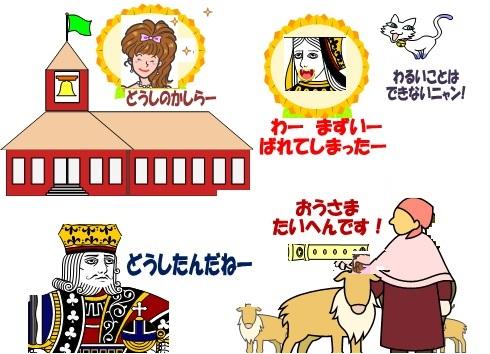 どうしのかしらー
わー　まずいー
ばれてしまったー
わるいことは
できないニャン!
どうしたんだねー
おうさま
たいへんです！